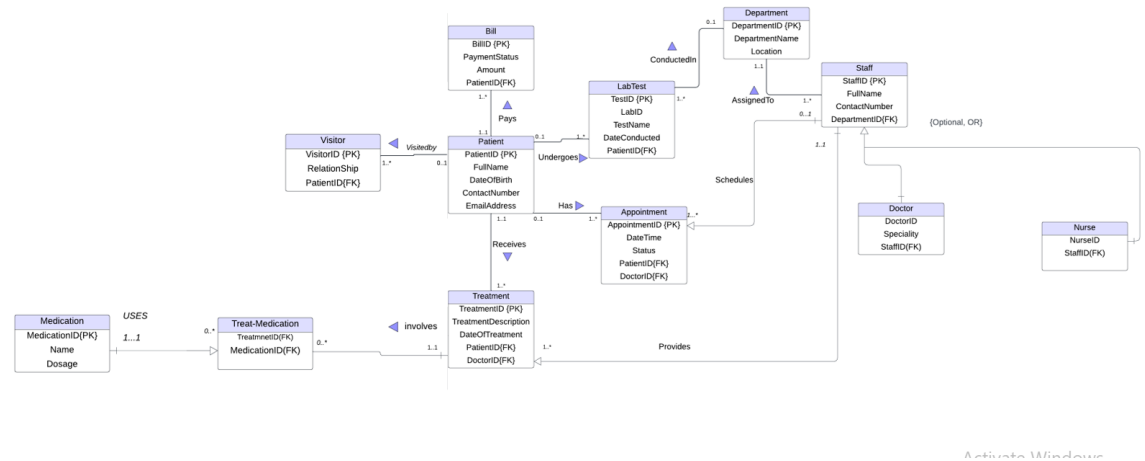 Department
DepartmentID {PK}
DepartmentName
Location
0..1
1..1
ConductedIn
AssignedTo
1..*
Bill
BillID {PK}
PaymentStatus
Amount
PatientID{FK}
1..*
Pays
1..1
Staff
StaffID {PK}
FullName
ContactNumber
DepartmentID{FK}
0...1
1..1
{Optional, OR}
LabTest
TestID {PK}
LabID
TestName
DateConducted
PatientID{FK}
1..*
0..1
1..*
Undergoes
Visitor
VisitorID {PK}
RelationShip
PatientID{FK}
Visitedby
1..*
0..1
Patient
PatientID {PK}
FullName
DateOfBirth
ContactNumber
EmailAddress
1..1
0..1
Has
1..*
Schedules
1...*
Appointment
AppointmentID {PK}
DateTime
Status
PatientID{FK}
DoctorID{FK}
Doctor
DoctorID
Speciality
StaffID{FK}
Nurse
NurseID
StaffID{FK}
Receives
1..*
Treatment
TreatmentID {PK}
TreatmentDescription
DateOfTreatment
PatientID{FK}
DoctorID{FK}
1..*
Provides
involves
1..1
0..*
Treat-Medication
TreatmnetID{FK}
MedicationID{FK}
0..*
USES
1...1
Medication
MedicationID{PK}
Name
Dosage
Activate Windows